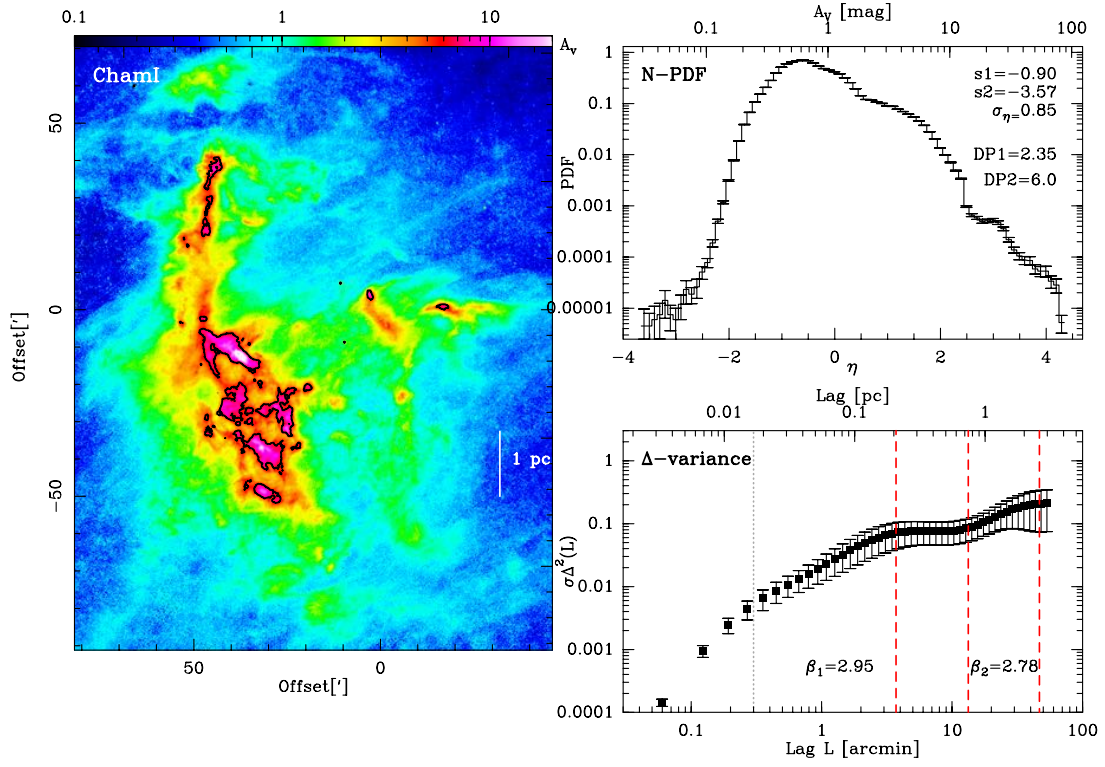 0.1 1 10
A_V
ChamI
50
0
−50
Offset[']
1 pc
50 0
Offset[']
A_V [mag]
0.1 1 10 100
N−PDF
s1=−0.90
s2=−3.57
σ_η=0.85
DP1=2.35
DP2=6.0
PDF
1
0.1
0.01
0.001
0.0001
0.00001
−4 −2 0 2 4
η
Lag [pc]
0.01 0.1 1
Δ−variance
σΔ²(L)
1
0.1
0.01
0.001
0.0001
β₁=2.95 β₂=2.78
0.1 1 10 100
Lag L [arcmin]